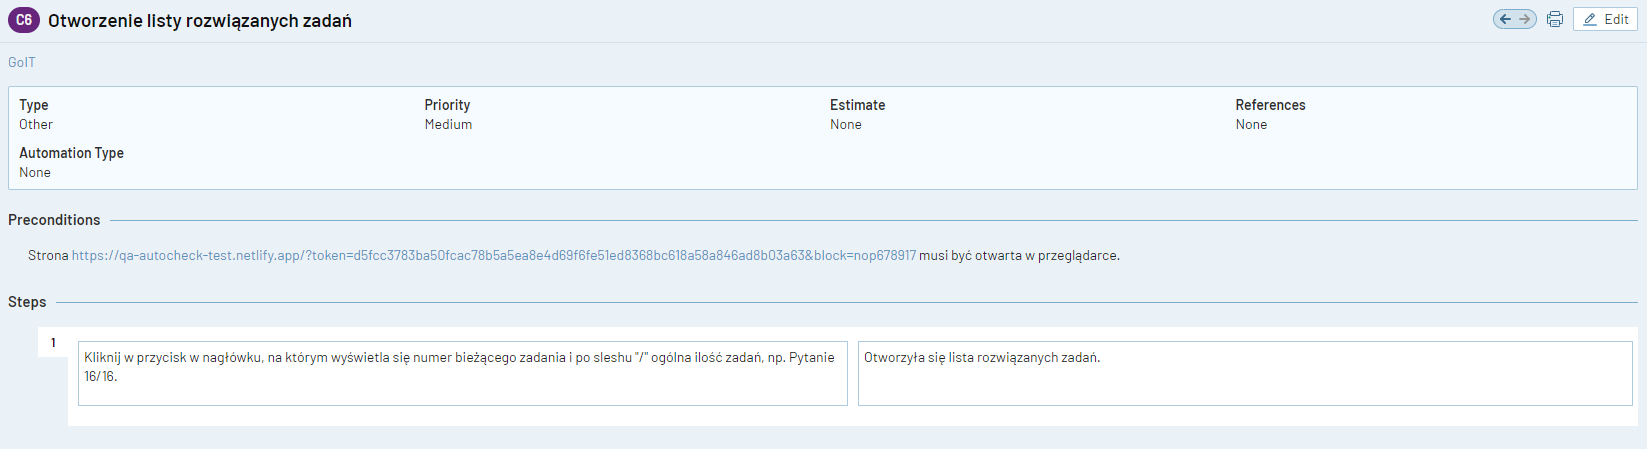 C6 Otworzenie listy rozwiązanych zadań
Edit
GoIT
Type Priority Estimate References
Other Medium None None
Automation Type
None
Preconditions
Strona https://qa-autocheck-test.netlify.app/?token=d5fcc3783ba50fcac78b5a5ea8e4d69f6fe51ed8368bc618a58a846ad8b03a63&block=nop678917 musi być otwarta w przeglądarce.
Steps
1
Kliknij w przycisk w nagłówku, na którym wyświetla się numer bieżącego zadania i po sleshu "/" ogólna ilość zadań, np. Pytanie
16/16.
Otworzyła się lista rozwiązanych zadań.